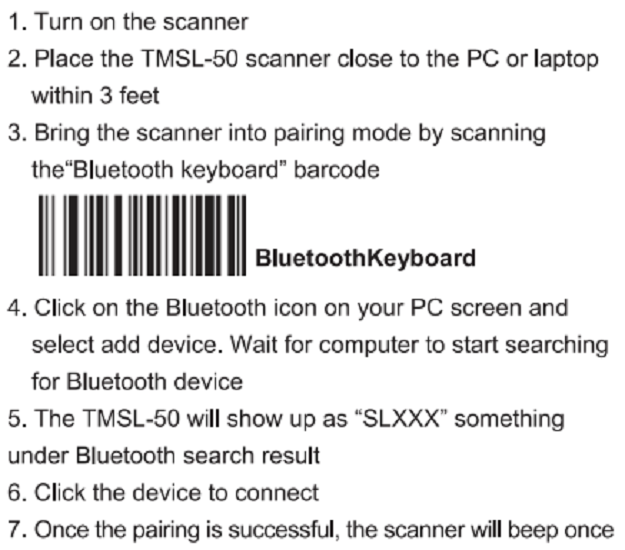 1. Turn on the scanner
2. Place the TMSL-50 scanner close to the PC or laptop
within 3 feet
3. Bring the scanner into pairing mode by scanning
the“Bluetooth keyboard” barcode
BluetoothKeyboard
4. Click on the Bluetooth icon on your PC screen and
select add device. Wait for computer to start searching
for Bluetooth device
5. The TMSL-50 will show up as “SLXXX” something
under Bluetooth search result
6. Click the device to connect
7. Once the pairing is successful, the scanner will beep once